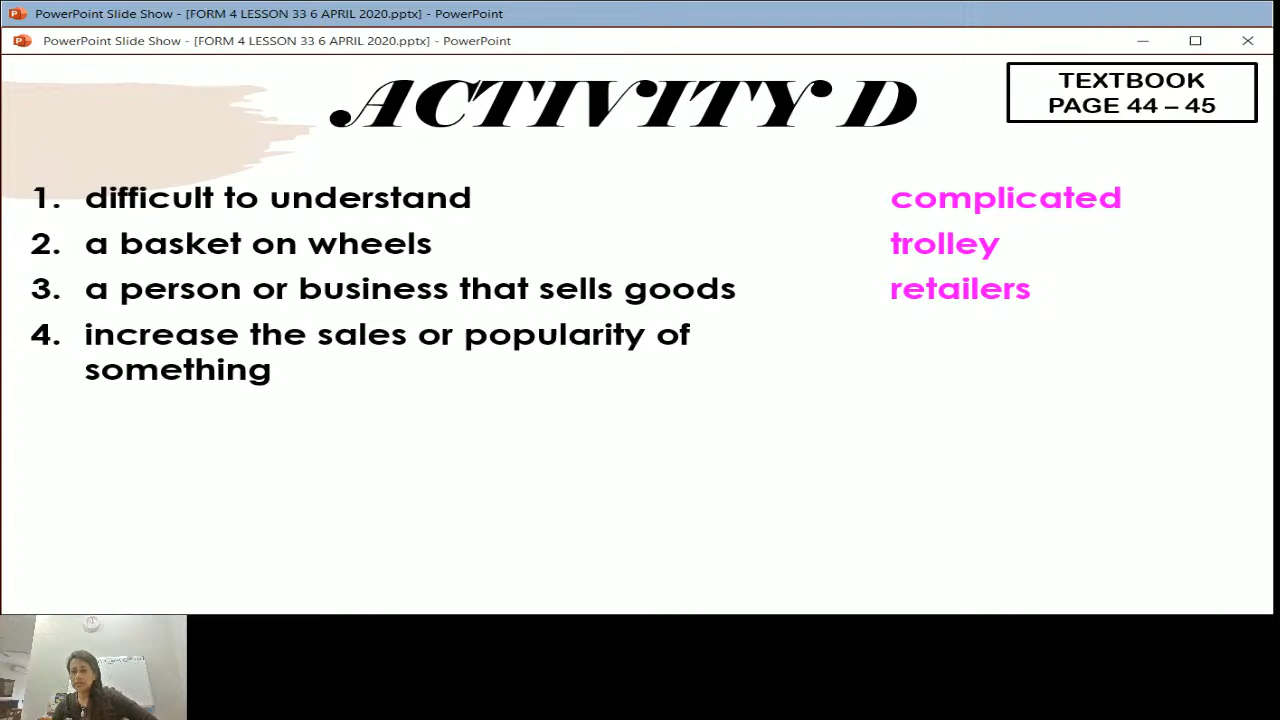 PowerPoint Slide Show - [FORM 4 LESSON 33 6 APRIL 2020.pptx] - PowerPoint
PowerPoint Slide Show - [FORM 4 LESSON 33 6 APRIL 2020.pptx] - PowerPoint
ACTIVITY D
TEXTBOOK
PAGE 44 – 45
1. difficult to understand complicated
2. a basket on wheels trolley
3. a person or business that sells goods retailers
4. increase the sales or popularity of
something